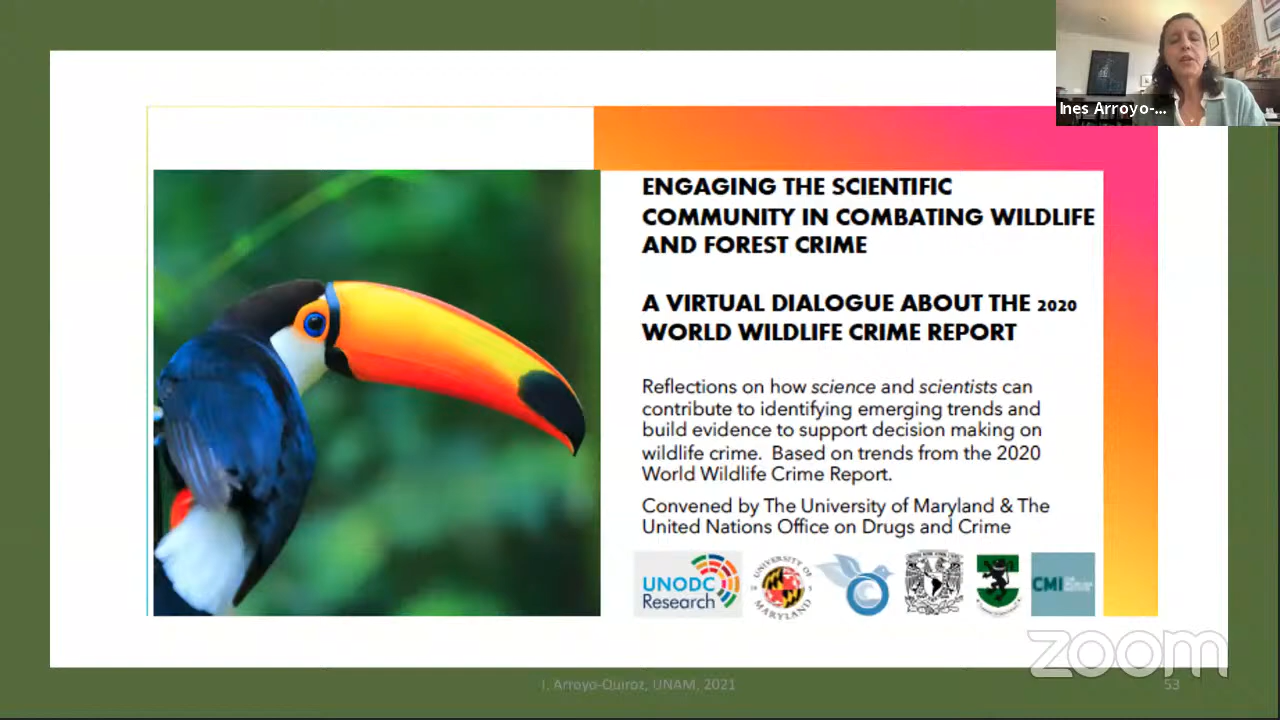 Ines Arroyo-...
ENGAGING THE SCIENTIFIC
COMMUNITY IN COMBATING WILDLIFE
AND FOREST CRIME
A VIRTUAL DIALOGUE ABOUT THE 2020
WORLD WILDLIFE CRIME REPORT
Reflections on how science and scientists can
contribute to identifying emerging trends and
build evidence to support decision making on
wildlife crime. Based on trends from the 2020
World Wildlife Crime Report.
Convened by The University of Maryland & The
United Nations Office on Drugs and Crime
UNODC
Research
UNIVERSITY OF
MARYLAND
CMI
zoom
I. Arroyo-Quiroz, UNAM, 2021
53